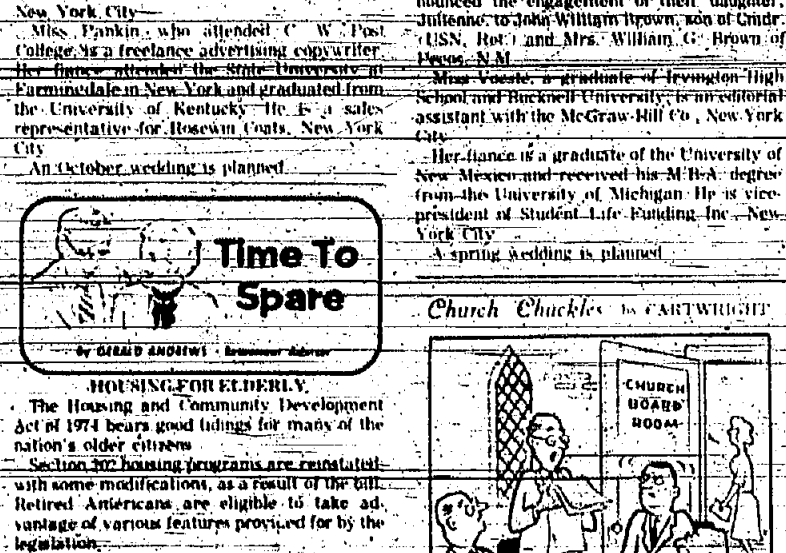 New York City
Miss Pankin, who attended C. W. Post
College, is a freelance advertising copywriter.
Her fiance attended the State University at
Farmingdale in New York and graduated from
the University of Kentucky. He is a sales
representative for Rosewin Coats, New York
City
An October wedding is planned
Time To
Spare
By GERALD ANDREWS - Retirement Adviser
HOUSING FOR ELDERLY
The Housing and Community Development
Act of 1974 bears good tidings for many of the
nation's older citizens
Section 202 housing programs are reinstated,
with some modifications, as a result of the bill.
Retired Americans are eligible to take ad-
vantage of various features provided for by the
legislation
nounced the engagement of their daughter,
Julienne, to John William Brown, son of Cmdr.
(USN, Ret.) and Mrs. William G. Brown of
Pecos, N.M.
Miss Voeste, a graduate of Irvington High
School and Bucknell University, is an editorial
assistant with the McGraw-Hill Co., New York
City
Her fiance is a graduate of the University of
New Mexico and received his M.B.A. degree
from the University of Michigan. He is vice-
president of Student Life Funding Inc., New
York City
A spring wedding is planned
Church Chuckles by CARTWRIGHT
CHURCH
BOARD
ROOM